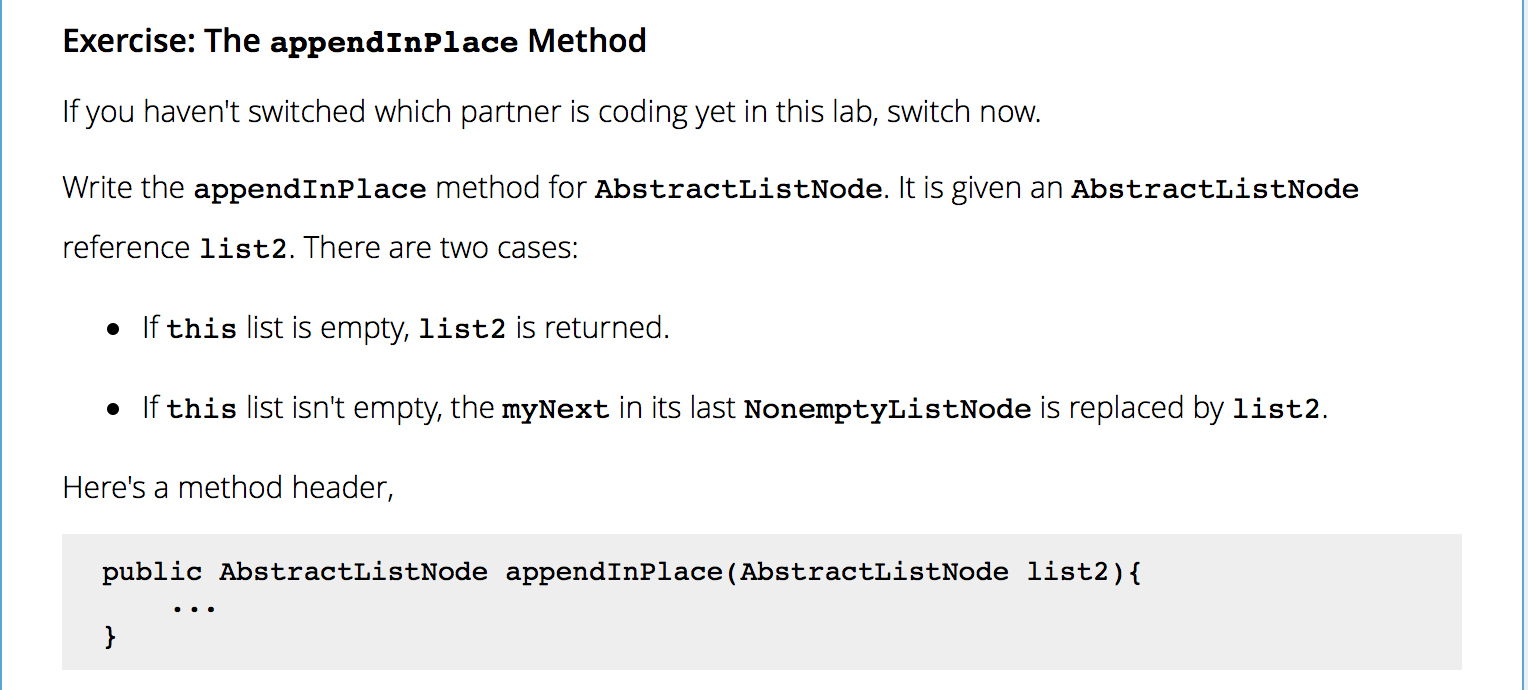 Exercise: The appendInPlace Method
If you haven't switched which partner is coding yet in this lab, switch now.
Write the appendInPlace method for AbstractListNode. It is given an AbstractListNode
reference list2. There are two cases:
• If this list is empty, list2 is returned.
• If this list isn't empty, the myNext in its last NonemptyListNode is replaced by list2.
Here's a method header,
public AbstractListNode appendInPlace(AbstractListNode list2){
...
}